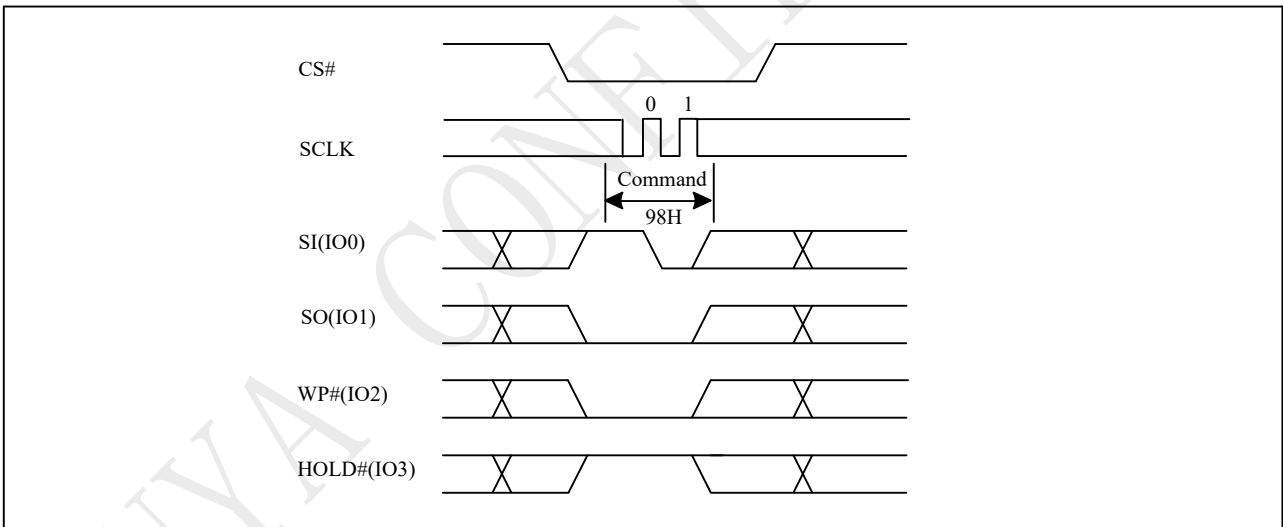 CS#
0 1
SCLK
Command
98H
SI(IO0)
SO(IO1)
WP#(IO2)
HOLD#(IO3)